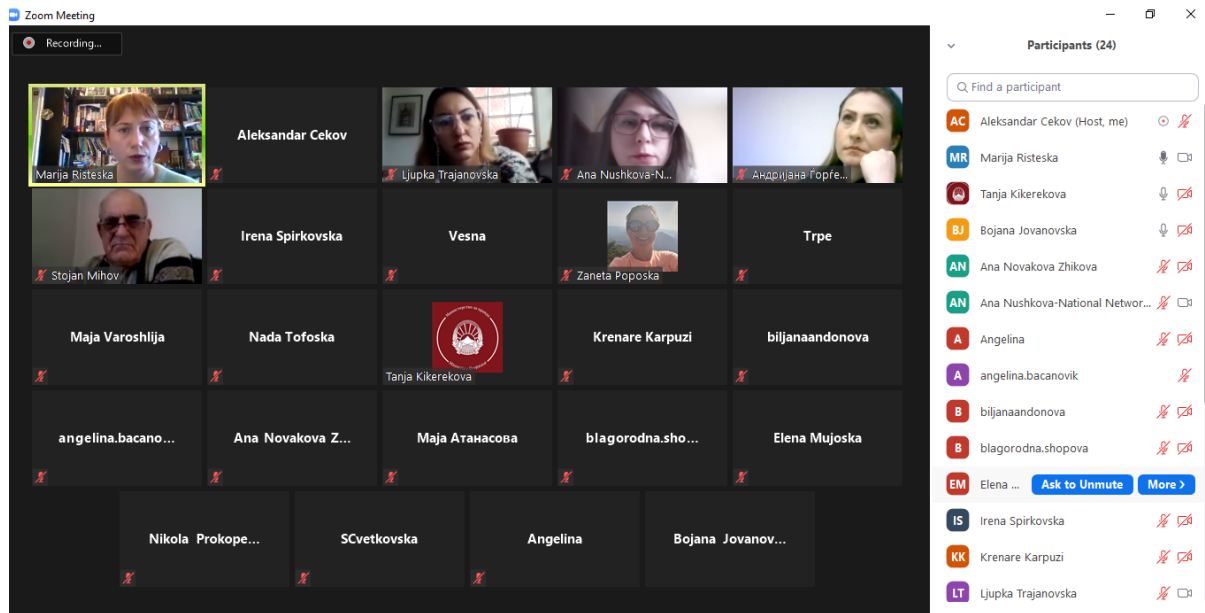 Zoom Meeting
Recording...
Marija Risteska
Aleksandar Cekov
Ljupka Trajanovska
Ana Nushkova-N...
Андријана Ѓорѓе...
Stojan Mihov
Irena Spirkovska
Vesna
Zaneta Poposka
Trpe
Maja Varoshlija
Nada Tofoska
Tanja Kikerekova
Krenare Karpuzi
biljanaandonova
angelina.bacano...
Ana Novakova Z...
Маја Атанасова
blagorodna.sho...
Elena Mujoska
Nikola Prokope...
SCvetkovska
Angelina
Bojana Jovanov...
Participants (24)
Find a participant
AC Aleksandar Cekov (Host, me)
MR Marija Risteska
Tanja Kikerekova
BJ Bojana Jovanovska
AN Ana Novakova Zhikova
AN Ana Nushkova-National Networ...
A Angelina
A angelina.bacanovik
B biljanaandonova
B blagorodna.shopova
EM Elena ... Ask to Unmute More >
IS Irena Spirkovska
KK Krenare Karpuzi
LT Ljupka Trajanovska